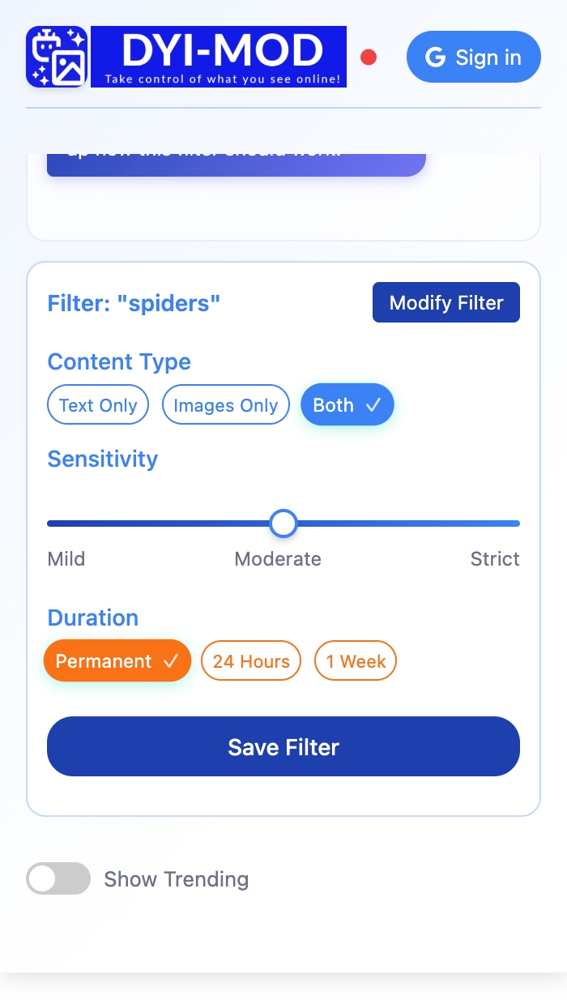 DYI-MOD
Take control of what you see online!
Sign in
up how this filter should work.
Filter: "spiders"
Modify Filter
Content Type
Text Only
Images Only
Both
Sensitivity
Mild
Moderate
Strict
Duration
Permanent
24 Hours
1 Week
Save Filter
Show Trending